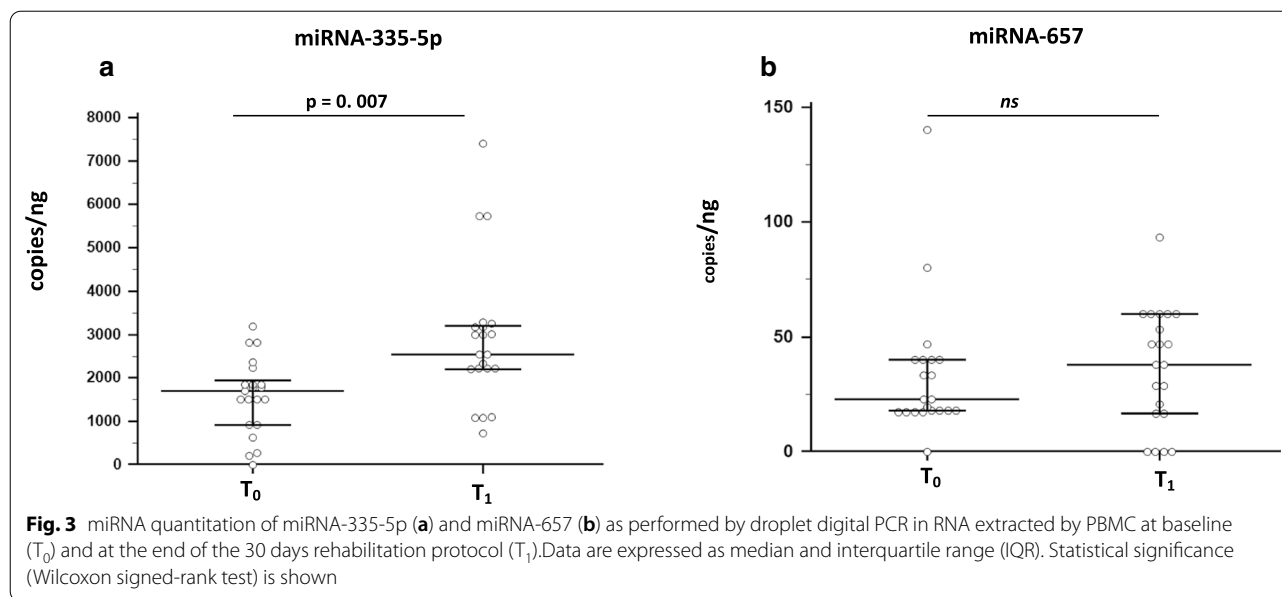 miRNA-335-5p
miRNA-657
a
b
p = 0. 007
ns
copies/ng
8000
7000
6000
5000
4000
3000
2000
1000
0
T0
T1
copies/ng
150
100
50
0
T0
T1
Fig. 3 miRNA quantitation of miRNA-335-5p (a) and miRNA-657 (b) as performed by droplet digital PCR in RNA extracted by PBMC at baseline
(T0) and at the end of the 30 days rehabilitation protocol (T1).Data are expressed as median and interquartile range (IQR). Statistical significance
(Wilcoxon signed-rank test) is shown